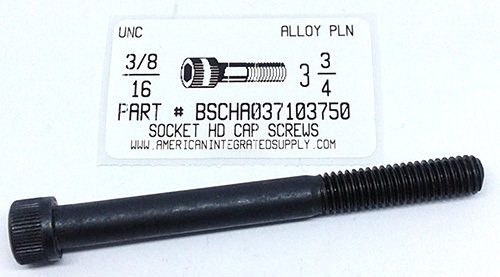 UNC ALLOY PLN
3/8
16
3 3/4
PART # BSCHA037103750
SOCKET HD CAP SCREWS
WWW.AMERICANINTEGRATEDSUPPLY.COM